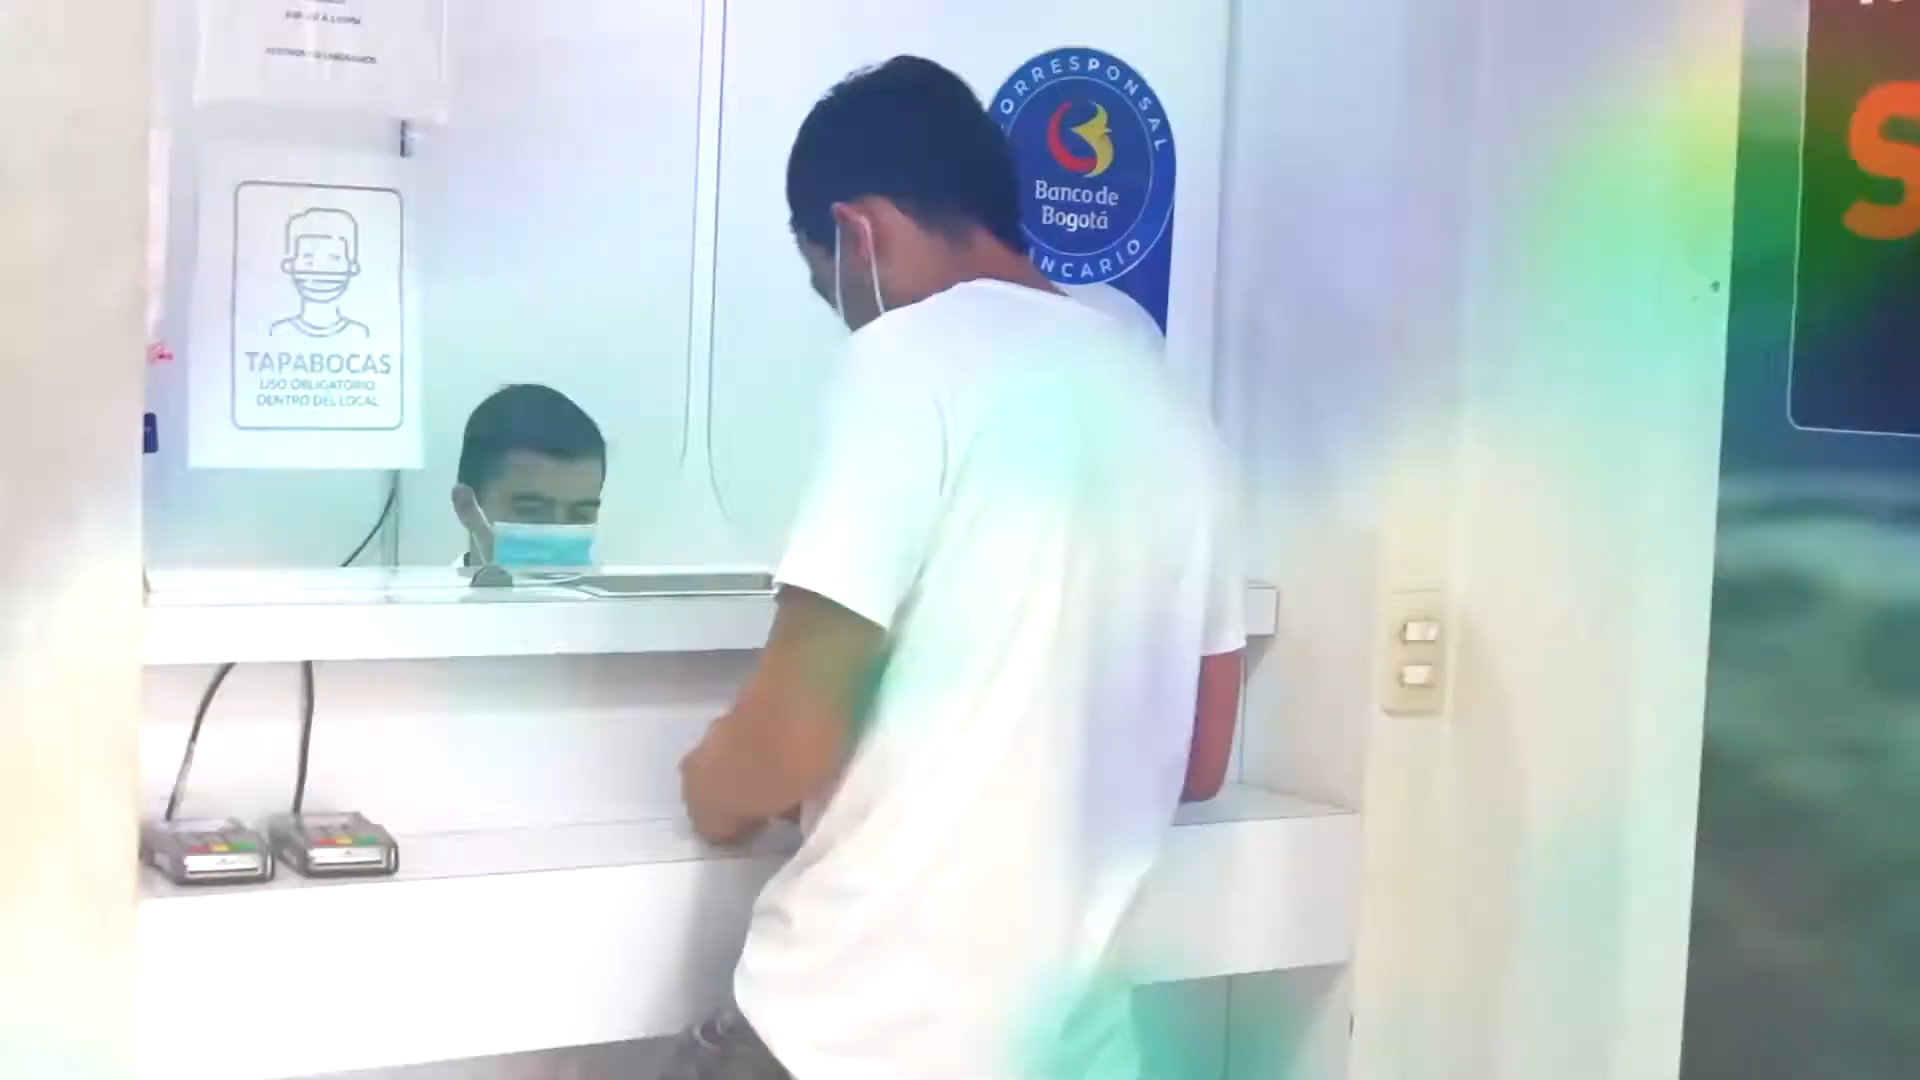 TAPABOCAS
USO OBLIGATORIO
DENTRO DEL LOCAL
ORRESPONSAL
Banco de
Bogotá
NCARIO
S